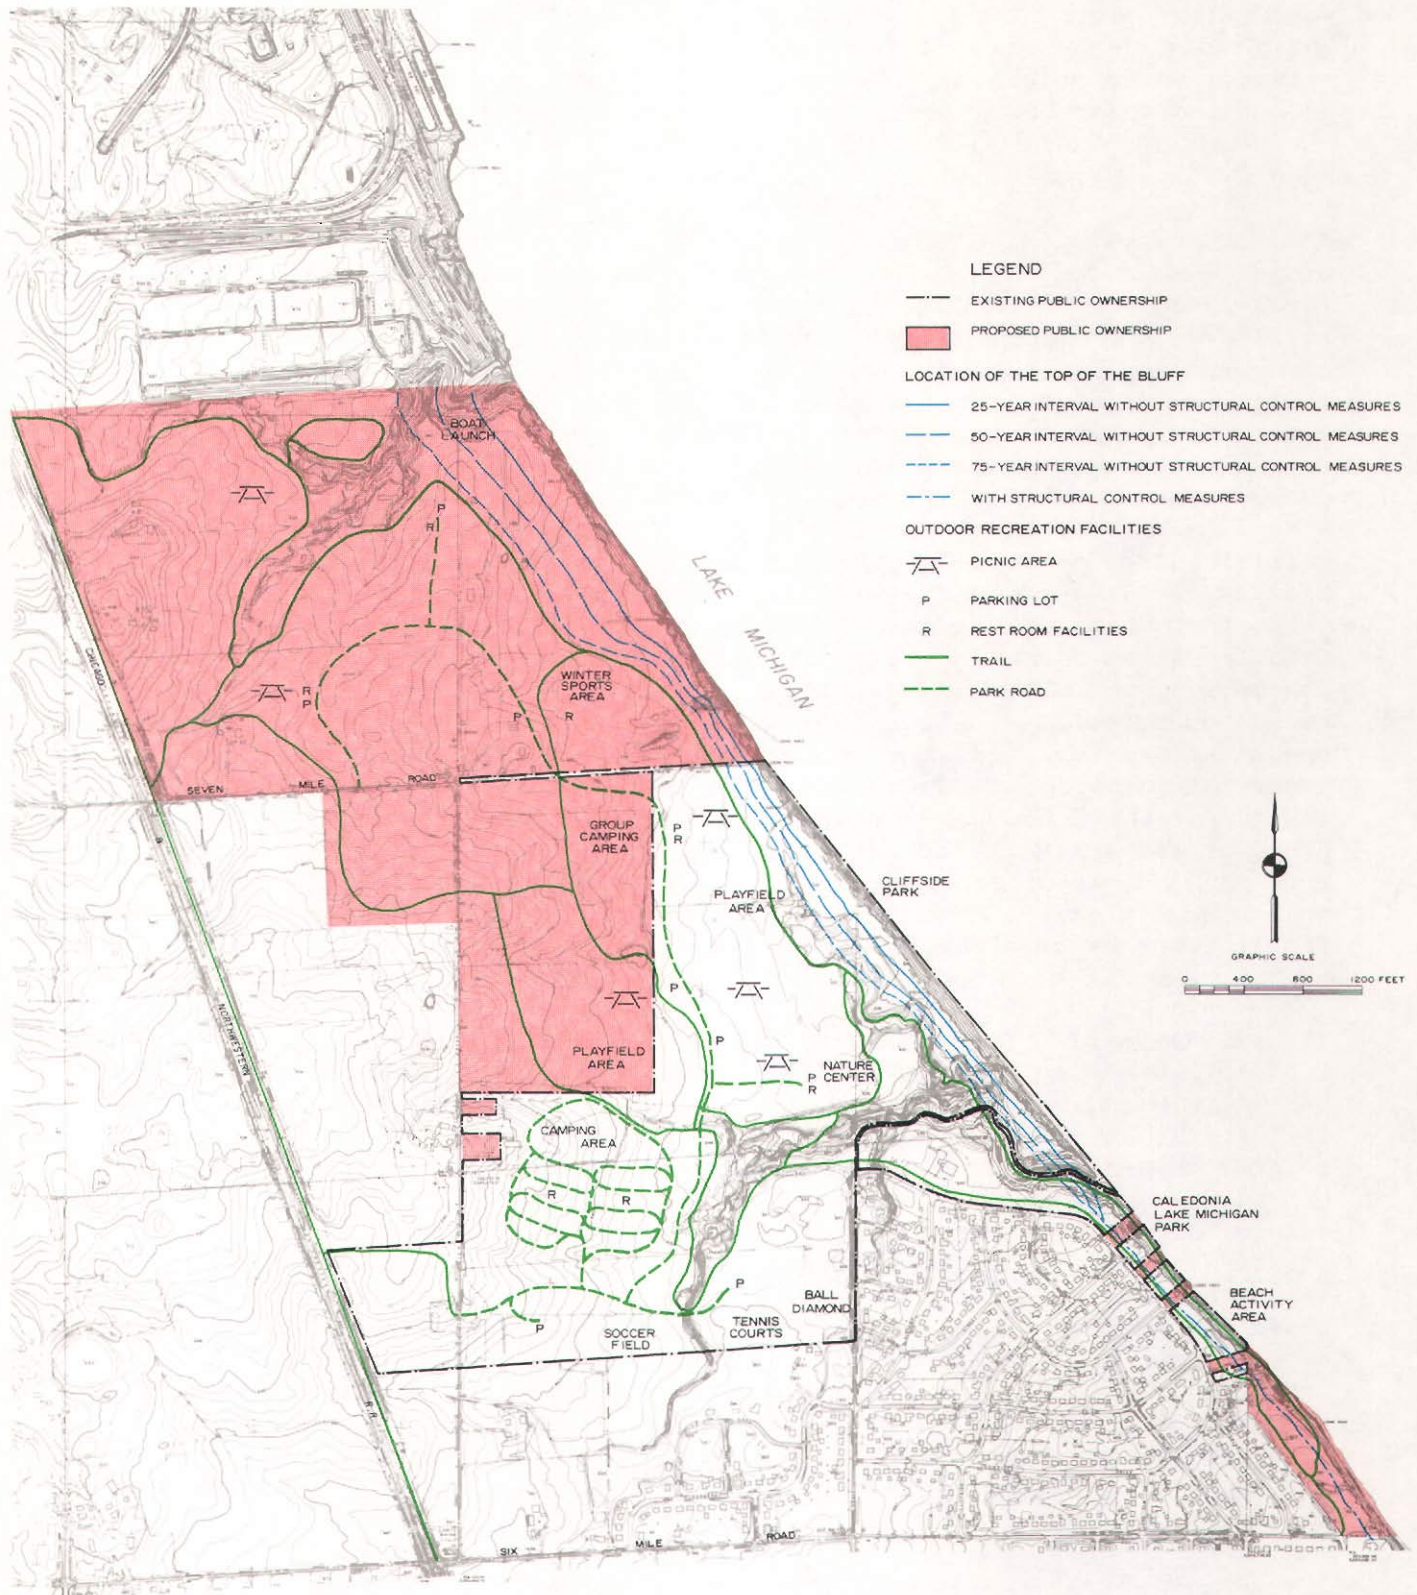 LEGEND
EXISTING PUBLIC OWNERSHIP
PROPOSED PUBLIC OWNERSHIP
LOCATION OF THE TOP OF THE BLUFF
25-YEAR INTERVAL WITHOUT STRUCTURAL CONTROL MEASURES
50-YEAR INTERVAL WITHOUT STRUCTURAL CONTROL MEASURES
75-YEAR INTERVAL WITHOUT STRUCTURAL CONTROL MEASURES
WITH STRUCTURAL CONTROL MEASURES
OUTDOOR RECREATION FACILITIES
PICNIC AREA
P PARKING LOT
R REST ROOM FACILITIES
TRAIL
PARK ROAD
BOAT
LAUNCH
P
R
LAKE
MICHIGAN
CHICAGO
WINTER
SPORTS
AREA
R
P
P
R
SEVEN
MILE
ROAD
GROUP
CAMPING
AREA
P
R
PLAYFIELD
AREA
CLIFFSIDE
PARK
GRAPHIC SCALE
0 400 800 1200 FEET
P
P
NORTHWESTERN
PLAYFIELD
AREA
NATURE
CENTER
P
R
CAMPING
AREA
R
R
CALEDONIA
LAKE MICHIGAN
PARK
P
P
BALL
DIAMOND
BEACH
ACTIVITY
AREA
SOCCER
FIELD
TENNIS
COURTS
R.R.
SIX
MILE
ROAD